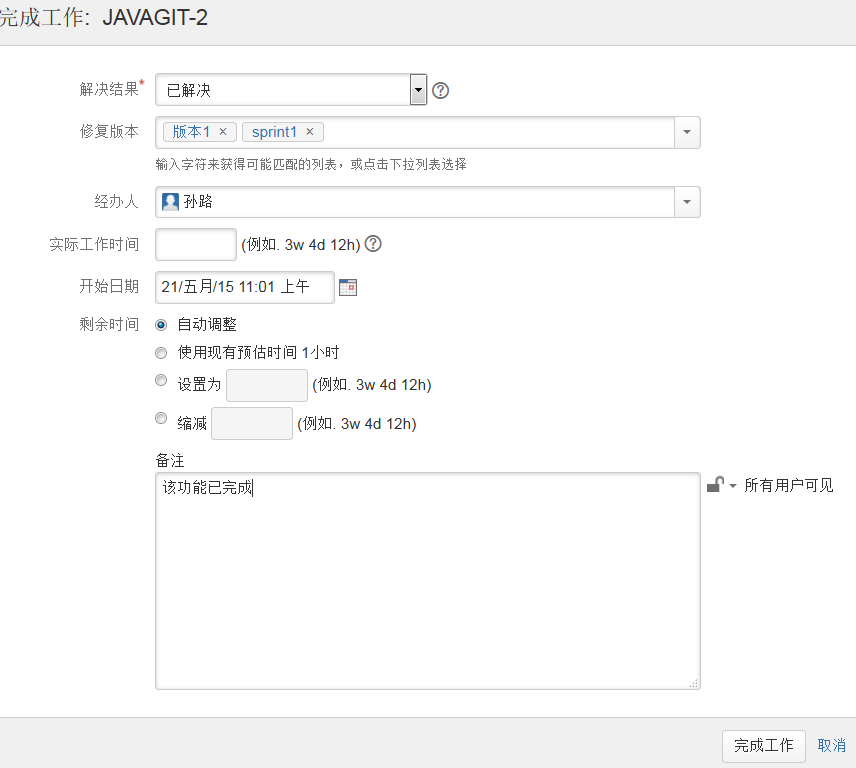 完成工作: JAVAGIT-2
解决结果* 已解决
修复版本 版本1 × sprint1 ×
输入字符来获得可能匹配的列表，或点击下拉列表选择
经办人 孙路
实际工作时间 (例如. 3w 4d 12h)
开始日期 21/五月/15 11:01 上午
剩余时间 自动调整
使用现有预估时间 1小时
设置为 (例如. 3w 4d 12h)
缩减 (例如. 3w 4d 12h)
备注
该功能已完成
所有用户可见
完成工作 取消